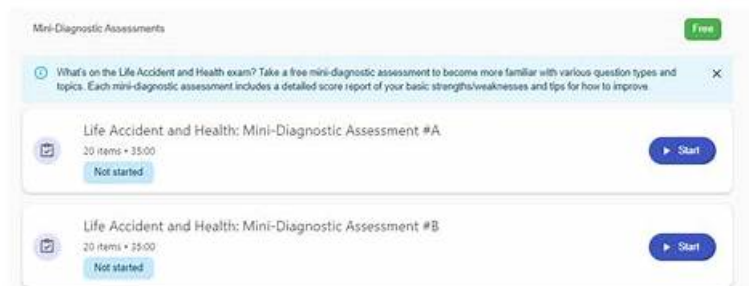 Mini-Diagnostic Assessments
Free
What's on the Life Accident and Health exam? Take a free mini-diagnostic assessment to become more familiar with various question types and
topics. Each mini-diagnostic assessment includes a detailed score report of your basic strengths/weaknesses and tips for how to improve.
Life Accident and Health: Mini-Diagnostic Assessment #A
20 items • 35:00
Start
Not started
Life Accident and Health: Mini-Diagnostic Assessment #B
20 items • 35:00
Start
Not started